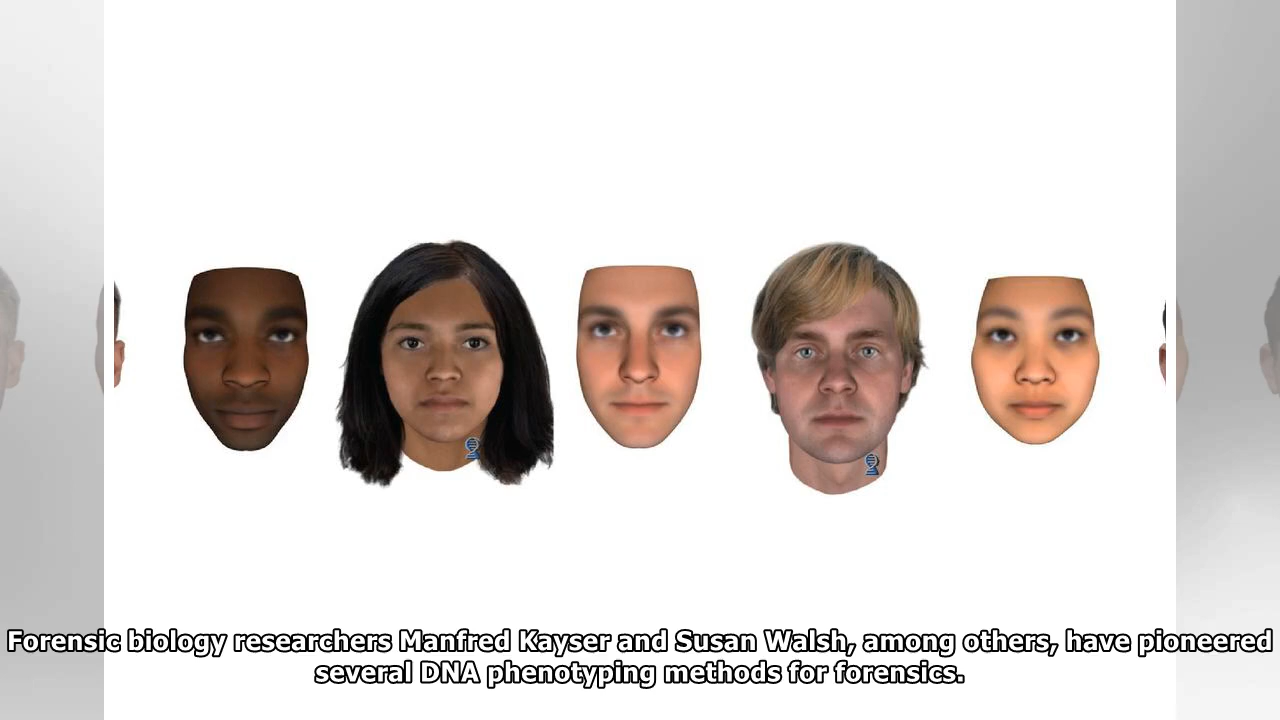 Forensic biology researchers Manfred Kayser and Susan Walsh, among others, have pioneered
several DNA phenotyping methods for forensics.